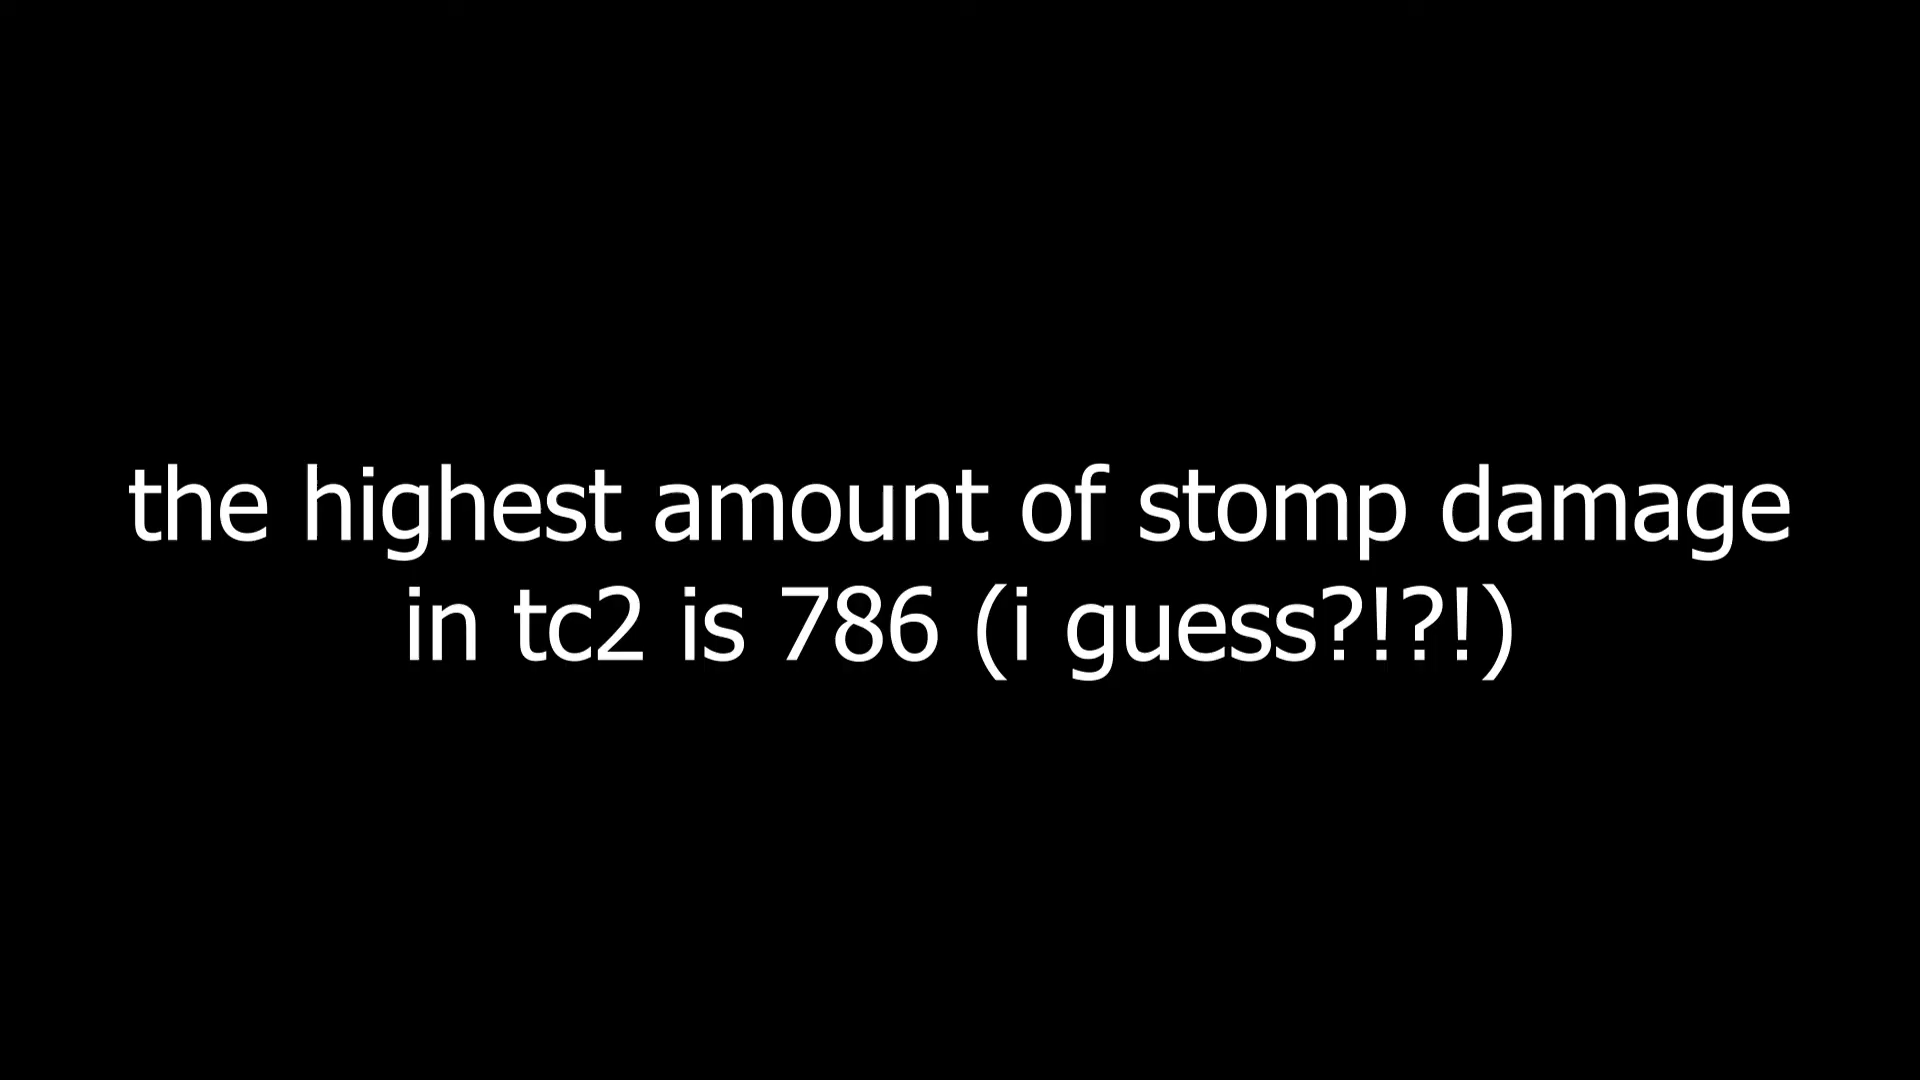 the highest amount of stomp damage
in tc2 is 786 (i guess?!?!)